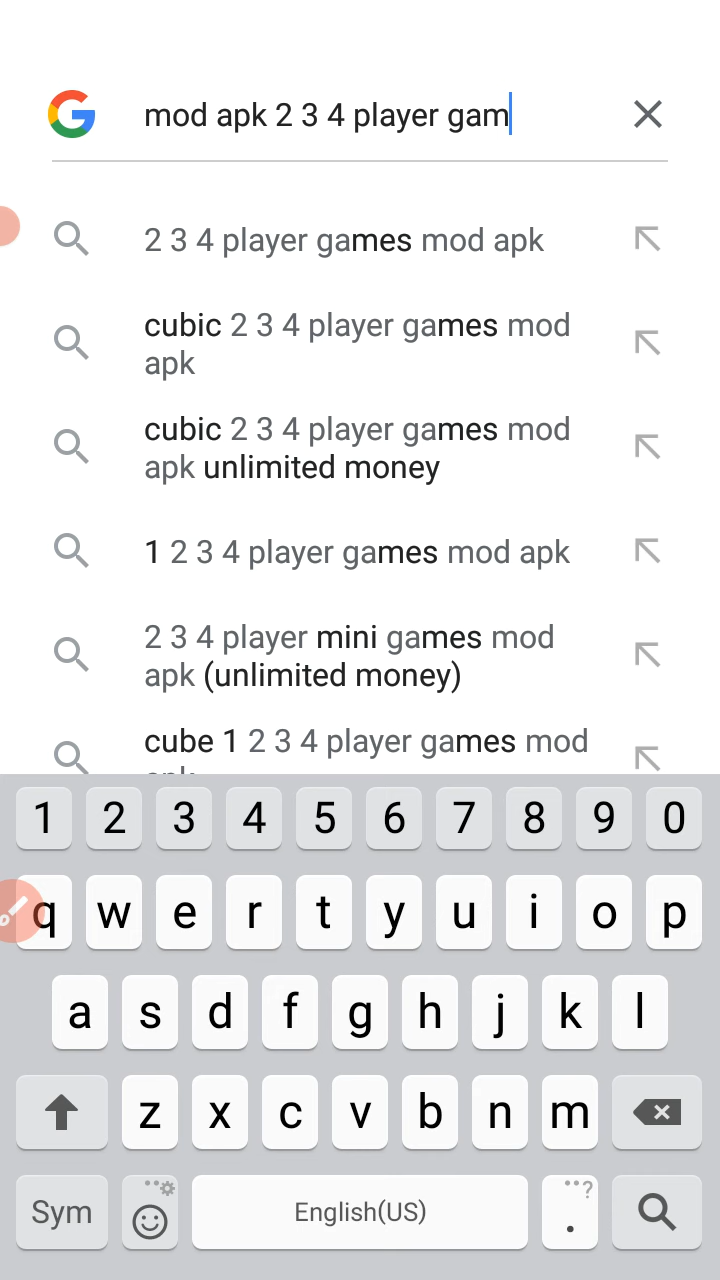 mod apk 2 3 4 player gam
2 3 4 player games mod apk
cubic 2 3 4 player games mod
apk
cubic 2 3 4 player games mod
apk unlimited money
1 2 3 4 player games mod apk
2 3 4 player mini games mod
apk (unlimited money)
cube 1 2 3 4 player games mod
1 2 3 4 5 6 7 8 9 0
q w e r t y u i o p
a s d f g h j k l
z x c v b n m
Sym English(US) . ?